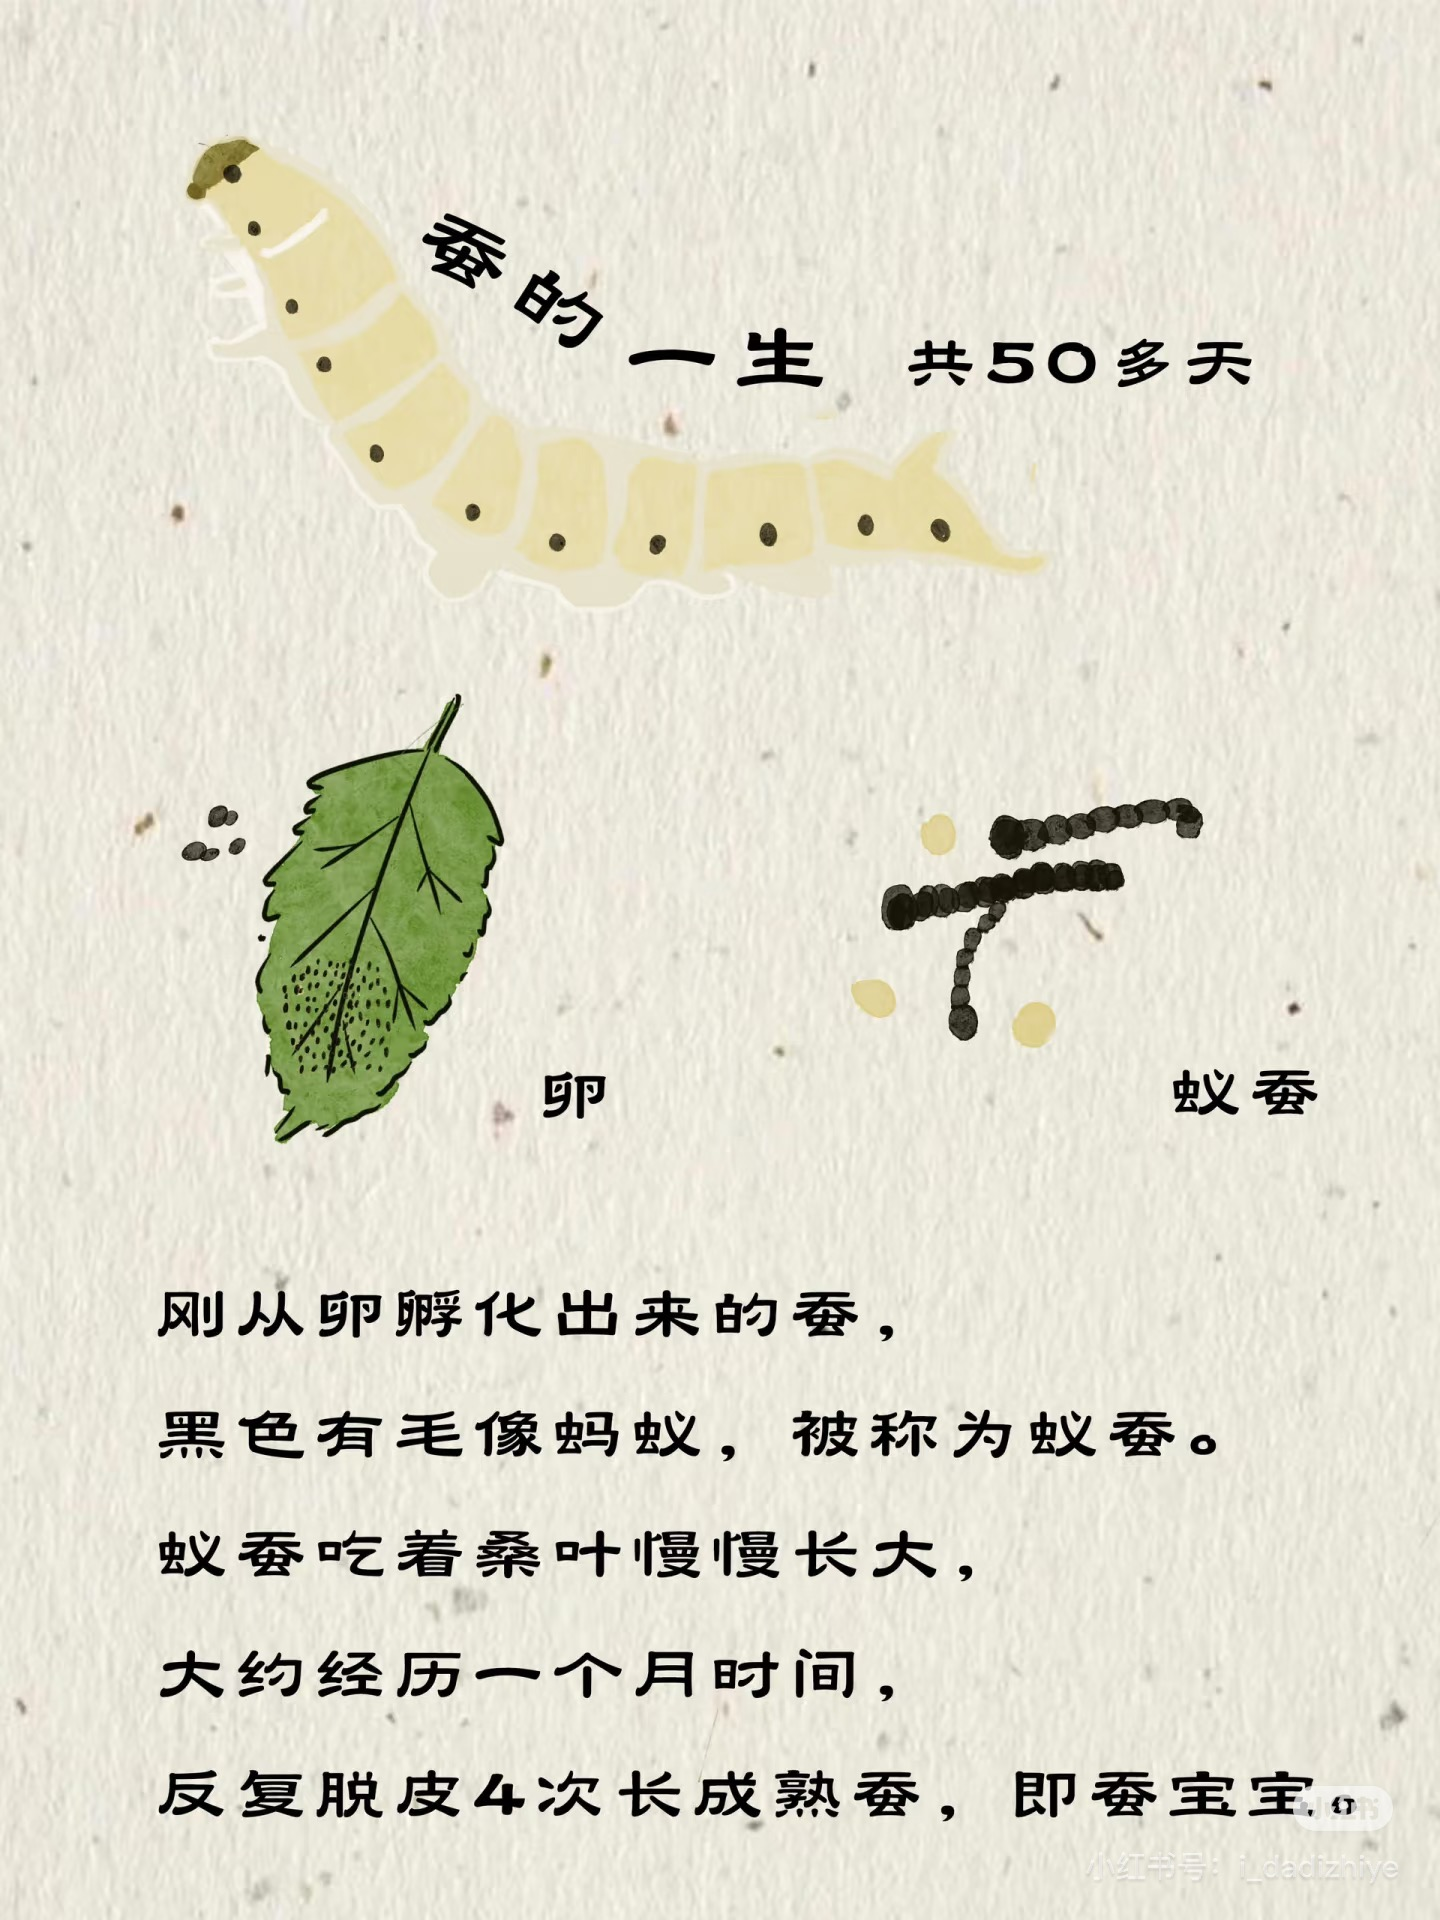 蚕的一生 共50多天
卵
蚁蚕
刚从卵孵化出来的蚕，
黑色有毛像蚂蚁，被称为蚁蚕。
蚁蚕吃着桑叶慢慢长大，
大约经历一个月时间，
反复脱皮4次长成熟蚕，即蚕宝宝。
小红书
小红书号：i_dadizhiye